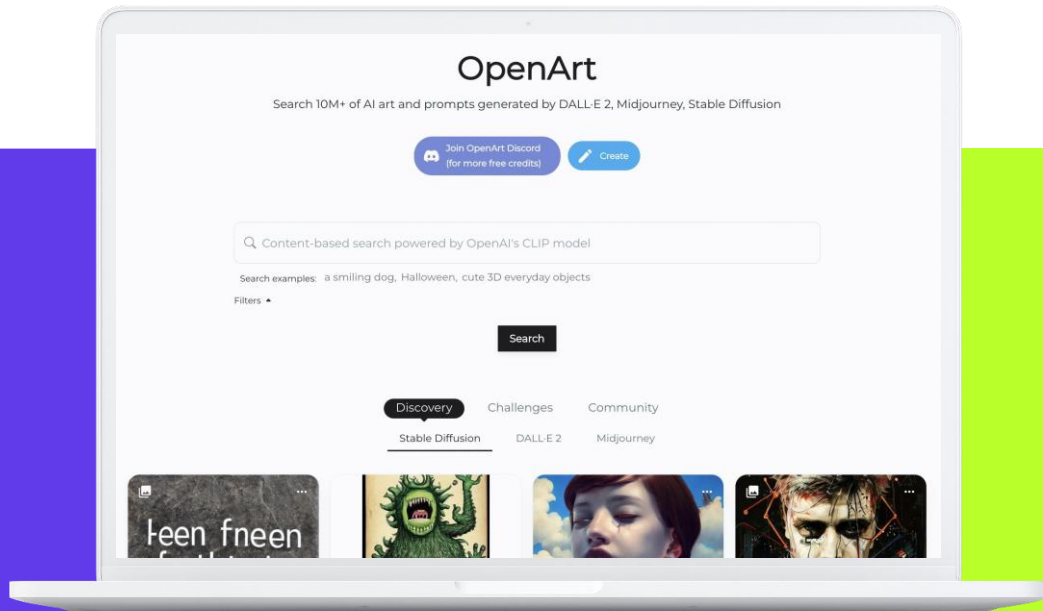 OpenArt
Search 10M+ of AI art and prompts generated by DALL·E 2, Midjourney, Stable Diffusion
Join OpenArt Discord
(for more free credits)
Create
Content-based search powered by OpenAI's CLIP model
Search examples: a smiling dog, Halloween, cute 3D everyday objects
Filters
Search
Discovery Challenges Community
Stable Diffusion DALL·E 2 Midjourney
keen fneen